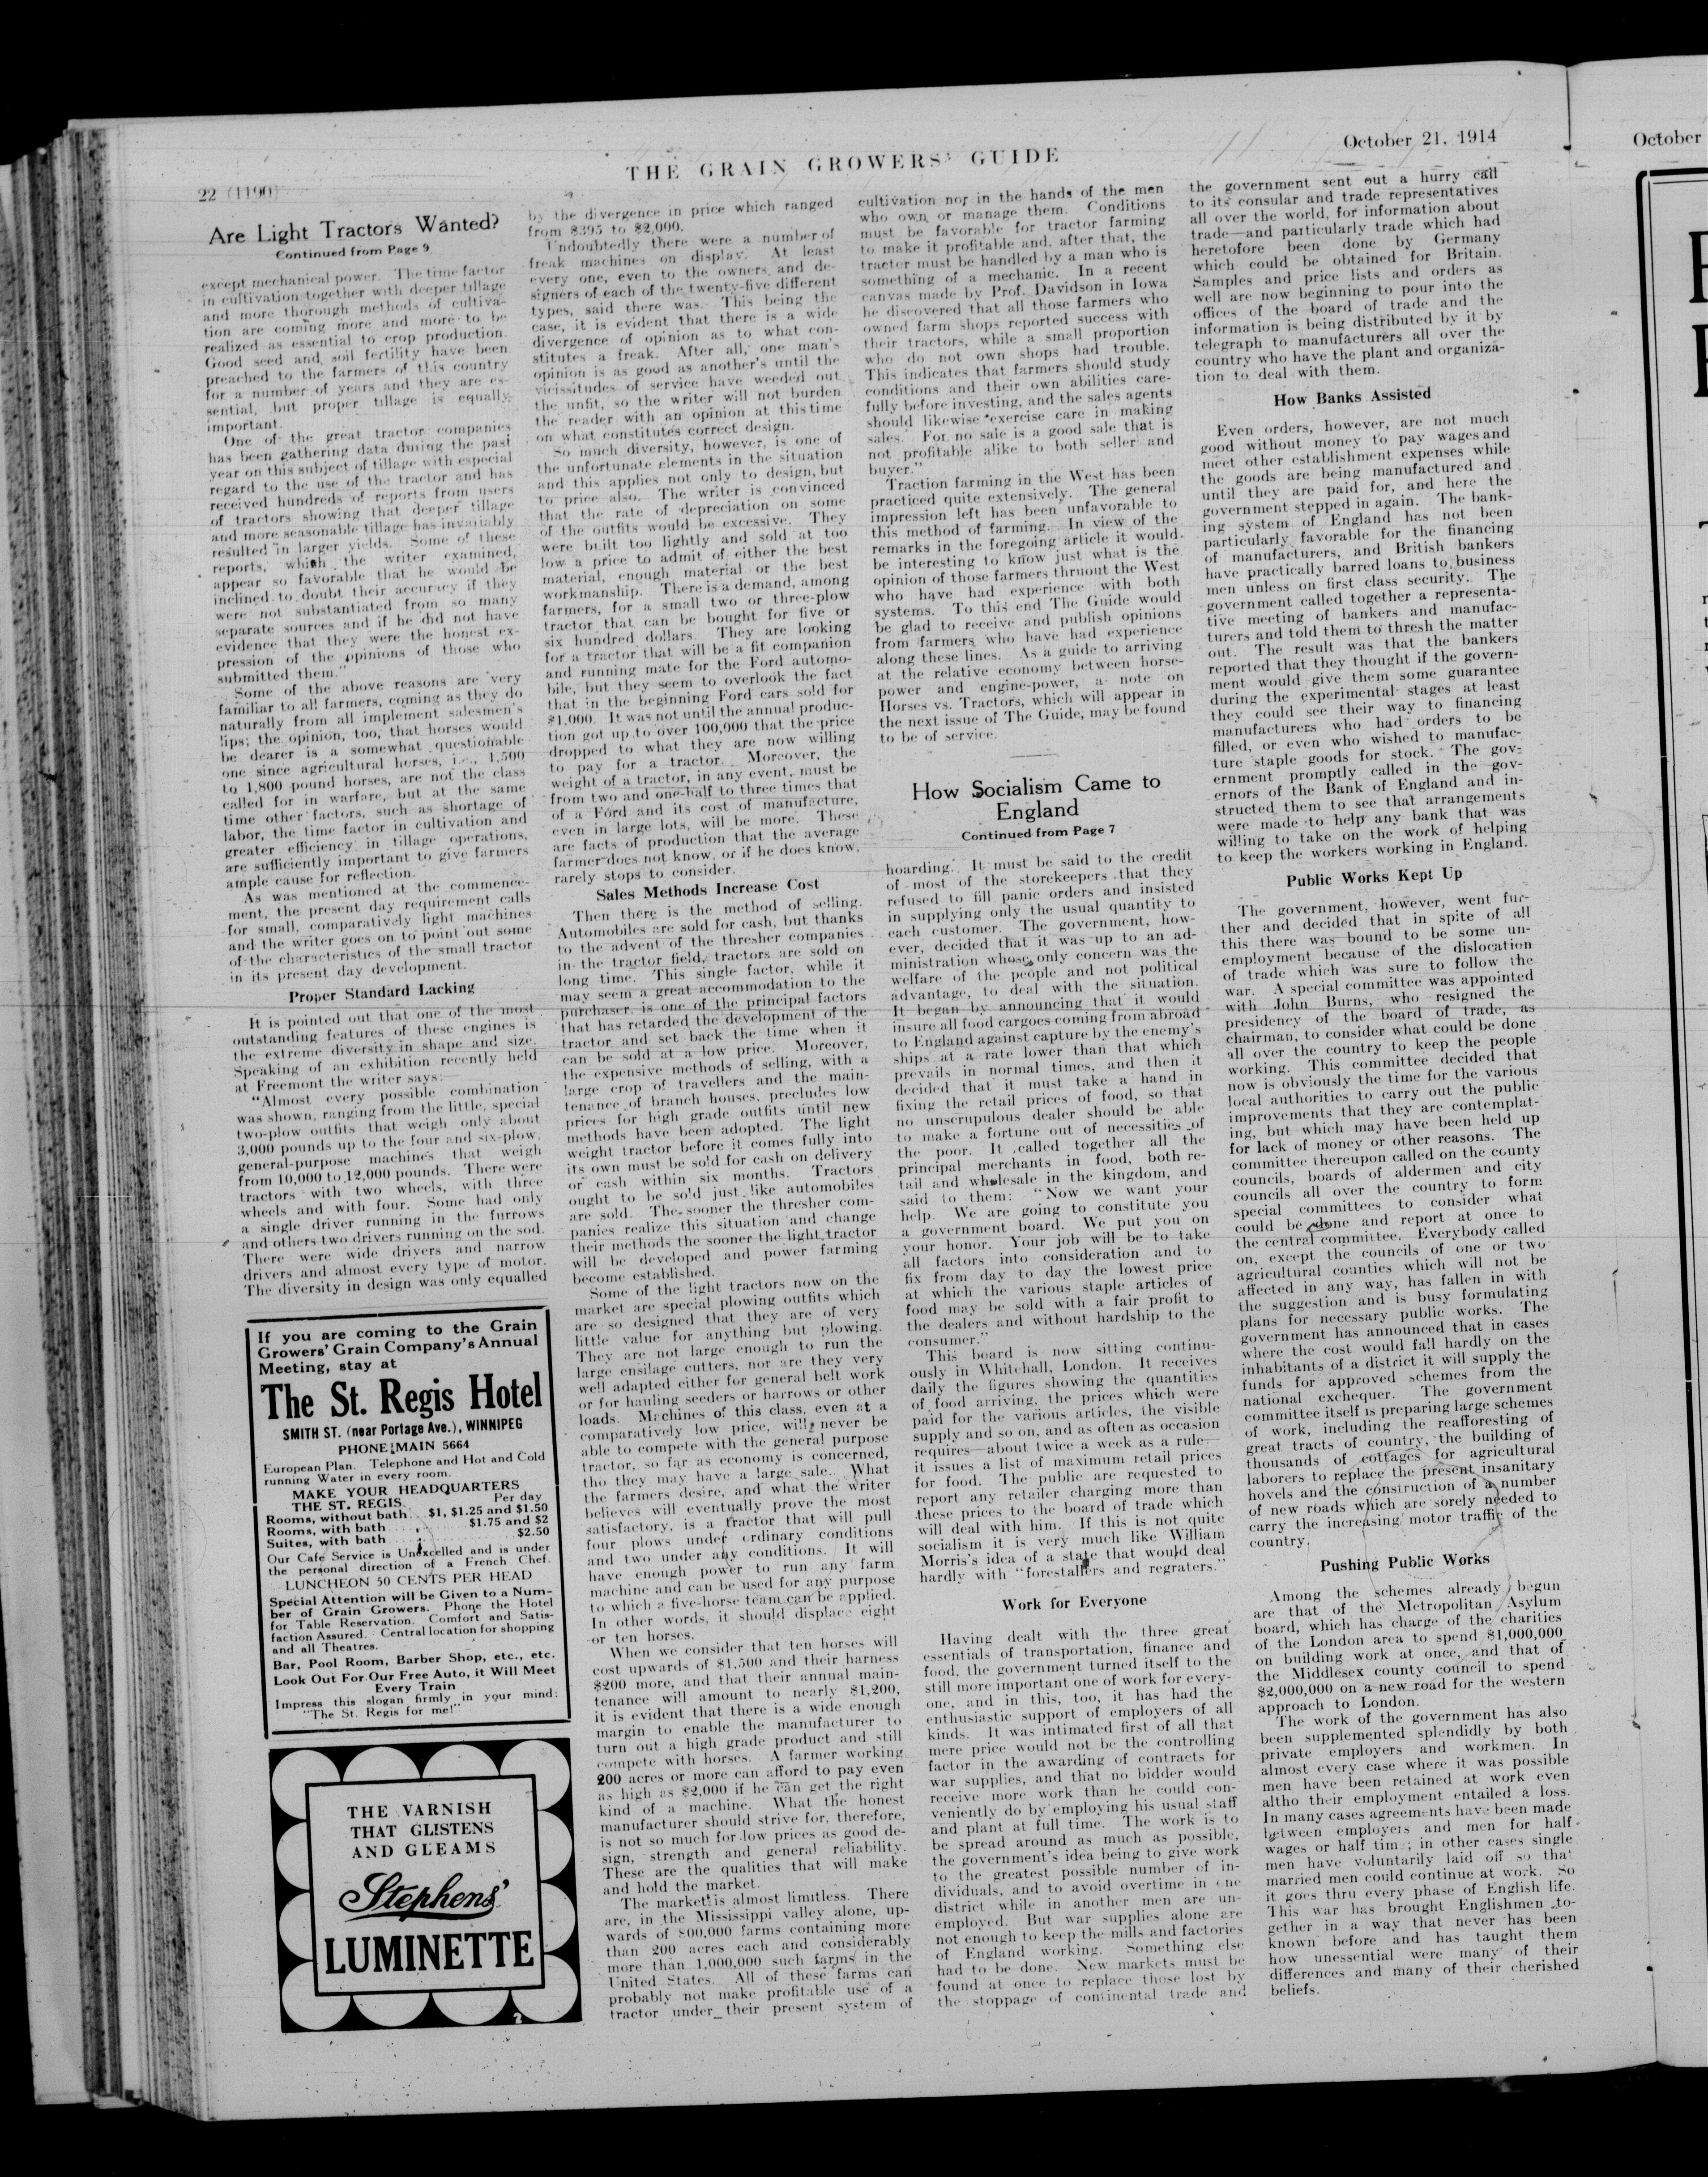 22 (1190)
THE GRAIN GROWERS' GUIDE
October 21, 1914
Are Light Tractors Wanted?
Continued from Page 9
except mechanical power. The time factor
in cultivation together with deeper tillage
and more thorough methods of cultiva-
tion are coming more and more to be
realized as essential to crop production.
Good seed and soil fertility have been
preached to the farmers of this country
for a number of years and they are es-
sential, but proper tillage is equally
important.
One of the great tractor companies
has been gathering data during the past
year on this subject of tillage with especial
regard to the use of the tractor and has
received hundreds of reports from users
of tractors showing that deeper tillage
and more seasonable tillage has invariably
resulted in larger yields. Some of these
reports, which the writer examined,
appear so favorable that he would be
inclined to doubt their accuracy if they
were not substantiated from so many
separate sources and if he did not have
evidence that they were the honest ex-
pression of the opinions of those who
submitted them."
Some of the above reasons are very
familiar to all farmers, coming as they do
naturally from all implement salesmen's
lips; the opinion, too, that horses would
be dearer is a somewhat questionable
one since agricultural horses, i.e., 1,500
to 1,800 pound horses, are not the class
called for in warfare, but at the same
time other factors, such as shortage of
labor, the time factor in cultivation and
greater efficiency in tillage operations,
are sufficiently important to give farmers
ample cause for reflection.
As was mentioned at the commence-
ment, the present day requirement calls
for small, comparatively light machines
and the writer goes on to point out some
of the characteristics of the small tractor
in its present day development.
Proper Standard Lacking
It is pointed out that one of the most
outstanding features of these engines is
the extreme diversity in shape and size.
Speaking of an exhibition recently held
at Freemont the writer says:
"Almost every possible combination
was shown, ranging from the little, special
two-plow outfits that weigh only about
3,000 pounds up to the four and six-plow,
general-purpose machines that weigh
from 10,000 to 12,000 pounds. There were
tractors with two wheels, with three
wheels and with four. Some had only
a single driver running in the furrows
and others two drivers running on the sod.
There were wide drivers and narrow
drivers and almost every type of motor.
The diversity in design was only equalled
If you are coming to the Grain
Growers' Grain Company's Annual
Meeting, stay at
The St. Regis Hotel
SMITH ST. (near Portage Ave.), WINNIPEG
PHONE MAIN 5664
European Plan. Telephone and Hot and Cold
running Water in every room.
MAKE YOUR HEADQUARTERS
THE ST. REGIS. Per day
Rooms, without bath... $1, $1.25 and $1.50
Rooms, with bath..... $1.75 and $2
Suites, with bath..... $2.50
Our Cafe Service is Unexcelled and is under
the personal direction of a French Chef.
LUNCHEON 50 CENTS PER HEAD
Special Attention will be Given to a Num-
ber of Grain Growers. Phone the Hotel
for Table Reservation. Comfort and Satis-
faction Assured. Central location for shopping
and all Theatres.
Bar, Pool Room, Barber Shop, etc., etc.
Look Out For Our Free Auto, it Will Meet
Every Train
Impress this slogan firmly in your mind:
"The St. Regis for me!"
THE VARNISH
THAT GLISTENS
AND GLEAMS
Stephens'
LUMINETTE
by the divergence in price which ranged
from $395 to $2,000.
Undoubtedly there were a number of
freak machines on display. At least
every one, even to the owners and de-
signers of each of the twenty-five different
types, said there was. This being the
case, it is evident that there is a wide
divergence of opinion as to what con-
stitutes a freak. After all, one man's
opinion is as good as another's until the
vicissitudes of service have weeded out
the unfit, so the writer will not burden
the reader with an opinion at this time
on what constitutes correct design.
So much diversity, however, is one of
the unfortunate elements in the situation
and this applies not only to design, but
to price also. The writer is convinced
that the rate of depreciation on some
of the outfits would be excessive. They
were built too lightly and sold at too
low a price to admit of either the best
material, enough material or the best
workmanship. There is a demand, among
farmers, for a small two or three-plow
tractor that can be bought for five or
six hundred dollars. They are looking
for a tractor that will be a fit companion
and running mate for the Ford automo-
bile, but they seem to overlook the fact
that in the beginning Ford cars sold for
$1,000. It was not until the annual produc-
tion got up to over 100,000 that the price
dropped to what they are now willing
to pay for a tractor. Moreover, the
weight of a tractor, in any event, must be
from two and one-half to three times that
of a Ford and its cost of manufacture,
even in large lots, will be more. These
are facts of production that the average
farmer does not know, or if he does know,
rarely stops to consider.
Sales Methods Increase Cost
Then there is the method of selling.
Automobiles are sold for cash, but thanks
to the advent of the thresher companies
in the tractor field, tractors are sold on
long time. This single factor, while it
may seem a great accommodation to the
purchaser, is one of the principal factors
that has retarded the development of the
tractor and set back the time when it
can be sold at a low price. Moreover,
the expensive methods of selling, with a
large crop of travellers and the main-
tenance of branch houses, precludes low
prices for high grade outfits until new
methods have been adopted. The light
weight tractor before it comes fully into
its own must be sold for cash on delivery
or cash within six months. Tractors
ought to be sold just like automobiles
are sold. The sooner the thresher com-
panies realize this situation and change
their methods the sooner the light tractor
will be developed and power farming
become established.
Some of the light tractors now on the
market are special plowing outfits which
are so designed that they are of very
little value for anything but plowing.
They are not large enough to run the
large ensilage cutters, nor are they very
well adapted either for general belt work
or for hauling seeders or harrows or other
loads. Machines of this class, even at a
comparatively low price, will never be
able to compete with the general purpose
tractor, so far as economy is concerned,
tho they may have a large sale. What
the farmers desire, and what the writer
believes will eventually prove the most
satisfactory, is a tractor that will pull
four plows under ordinary conditions
and two under any conditions. It will
have enough power to run any farm
machine and can be used for any purpose
to which a five-horse team can be applied.
In other words, it should displace eight
or ten horses.
When we consider that ten horses will
cost upwards of $1,500 and their harness
$200 more, and that their annual main-
tenance will amount to nearly $1,200,
it is evident that there is a wide enough
margin to enable the manufacturer to
turn out a high grade product and still
compete with horses. A farmer working
200 acres or more can afford to pay even
as high as $2,000 if he can get the right
kind of a machine. What the honest
manufacturer should strive for, therefore,
is not so much for low prices as good de-
sign, strength and general reliability.
These are the qualities that will make
and hold the market.
The market is almost limitless. There
are, in the Mississippi valley alone, up-
wards of 800,000 farms containing more
than 200 acres each and considerably
more than 1,000,000 such farms in the
United States. All of these farms can
probably not make profitable use of a
tractor under their present system of
cultivation nor in the hands of the men
who own or manage them. Conditions
must be favorable for tractor farming
to make it profitable and, after that, the
tractor must be handled by a man who is
something of a mechanic. In a recent
canvas made by Prof. Davidson in Iowa
he discovered that all those farmers who
owned farm shops reported success with
their tractors, while a small proportion
who do not own shops had trouble.
This indicates that farmers should study
conditions and their own abilities care-
fully before investing, and the sales agents
should likewise exercise care in making
sales. For no sale is a good sale that is
not profitable alike to both seller and
buyer."
Traction farming in the West has been
practiced quite extensively. The general
impression left has been unfavorable to
this method of farming. In view of the
remarks in the foregoing article it would
be interesting to know just what is the
opinion of those farmers thruout the West
who have had experience with both
systems. To this end The Guide would
be glad to receive and publish opinions
from farmers who have had experience
along these lines. As a guide to arriving
at the relative economy between horse-
power and engine-power, a note on
Horses vs. Tractors, which will appear in
the next issue of The Guide, may be found
to be of service.
How Socialism Came to
England
Continued from Page 7
hoarding. It must be said to the credit
of most of the storekeepers that they
refused to fill panic orders and insisted
in supplying only the usual quantity to
each customer. The government, how-
ever, decided that it was up to an ad-
ministration whose only concern was the
welfare of the people and not political
advantage, to deal with the situation.
It began by announcing that it would
insure all food cargoes coming from abroad
to England against capture by the enemy's
ships at a rate lower than that which
prevails in normal times, and then it
decided that it must take a hand in
fixing the retail prices of food, so that
no unscrupulous dealer should be able
to make a fortune out of necessities of
the poor. It called together all the
principal merchants in food, both re-
tail and wholesale in the kingdom, and
said to them: "Now we want your
help. We are going to constitute you
a government board. We put you on
your honor. Your job will be to take
all factors into consideration and to
fix from day to day the lowest price
at which the various staple articles of
food may be sold with a fair profit to
the dealers and without hardship to the
consumer."
This board is now sitting continu-
ously in Whitehall, London. It receives
daily the figures showing the quantities
of food arriving, the prices which were
paid for the various articles, the visible
supply and so on, and as often as occasion
requires—about twice a week as a rule—
it issues a list of maximum retail prices
for food. The public are requested to
report any retailer charging more than
these prices to the board of trade which
will deal with him. If this is not quite
socialism it is very much like William
Morris's idea of a state that would deal
hardly with "forestallers and regraters."
Work for Everyone
Having dealt with the three great
essentials of transportation, finance and
food, the government turned itself to the
still more important one of work for every-
one, and in this, too, it has had the
enthusiastic support of employers of all
kinds. It was intimated first of all that
mere price would not be the controlling
factor in the awarding of contracts for
war supplies, and that no bidder would
receive more work than he could con-
veniently do by employing his usual staff
and plant at full time. The work is to
be spread around as much as possible,
the government's idea being to give work
to the greatest possible number of in-
dividuals, and to avoid overtime in one
district while in another men are un-
employed. But war supplies alone are
not enough to keep the mills and factories
of England working. Something else
had to be done. New markets must be
found at once to replace those lost by
the stoppage of continental trade and
the government sent out a hurry call
to its consular and trade representatives
all over the world, for information about
trade—and particularly trade which had
heretofore been done by Germany
which could be obtained for Britain.
Samples and price lists and orders as
well are now beginning to pour into the
offices of the board of trade and the
information is being distributed by it by
telegraph to manufacturers all over the
country who have the plant and organiza-
tion to deal with them.
How Banks Assisted
Even orders, however, are not much
good without money to pay wages and
meet other establishment expenses while
the goods are being manufactured and
until they are paid for, and here the
government stepped in again. The bank-
ing system of England has not been
particularly favorable for the financing
of manufacturers, and British bankers
have practically barred loans to business
men unless on first class security. The
government called together a representa-
tive meeting of bankers and manufac-
turers and told them to thresh the matter
out. The result was that the bankers
reported that they thought if the govern-
ment would give them some guarantee
during the experimental stages at least
they could see their way to financing
manufacturers who had orders to be
filled, or even who wished to manufac-
ture staple goods for stock. The gov-
ernment promptly called in the gov-
ernors of the Bank of England and in-
structed them to see that arrangements
were made to help any bank that was
willing to take on the work of helping
to keep the workers working in England.
Public Works Kept Up
The government, however, went fur-
ther and decided that in spite of all
this there was bound to be some un-
employment because of the dislocation
of trade which was sure to follow the
war. A special committee was appointed
with John Burns, who resigned the
presidency of the board of trade, as
chairman, to consider what could be done
all over the country to keep the people
working. This committee decided that
now is obviously the time for the various
local authorities to carry out the public
improvements that they are contemplat-
ing, but which may have been held up
for lack of money or other reasons. The
committee thereupon called on the county
councils, boards of aldermen and city
councils all over the country to form
special committees to consider what
could be done and report at once to
the central committee. Everybody called
on, except the councils of one or two
agricultural counties which will not be
affected in any way, has fallen in with
the suggestion and is busy formulating
plans for necessary public works. The
government has announced that in cases
where the cost would fall hardly on the
inhabitants of a district it will supply the
funds for approved schemes from the
national exchequer. The government
committee itself is preparing large schemes
of work, including the reafforesting of
great tracts of country, the building of
thousands of cottages for agricultural
laborers to replace the present insanitary
hovels and the construction of a number
of new roads which are sorely needed to
carry the increasing motor traffic of the
country.
Pushing Public Works
Among the schemes already begun
are that of the Metropolitan Asylum
board, which has charge of the charities
of the London area to spend $1,000,000
on building work at once, and that of
the Middlesex county council to spend
$2,000,000 on a new road for the western
approach to London.
The work of the government has also
been supplemented splendidly by both
private employers and workmen. In
almost every case where it was possible
men have been retained at work even
altho their employment entailed a loss.
In many cases agreements have been made
between employers and men for half
wages or half time; in other cases single
men have voluntarily laid off so that
married men could continue at work. So
it goes thru every phase of English life.
This war has brought Englishmen to-
gether in a way that never has been
known before and has taught them
how unessential were many of their
differences and many of their cherished
beliefs.
October